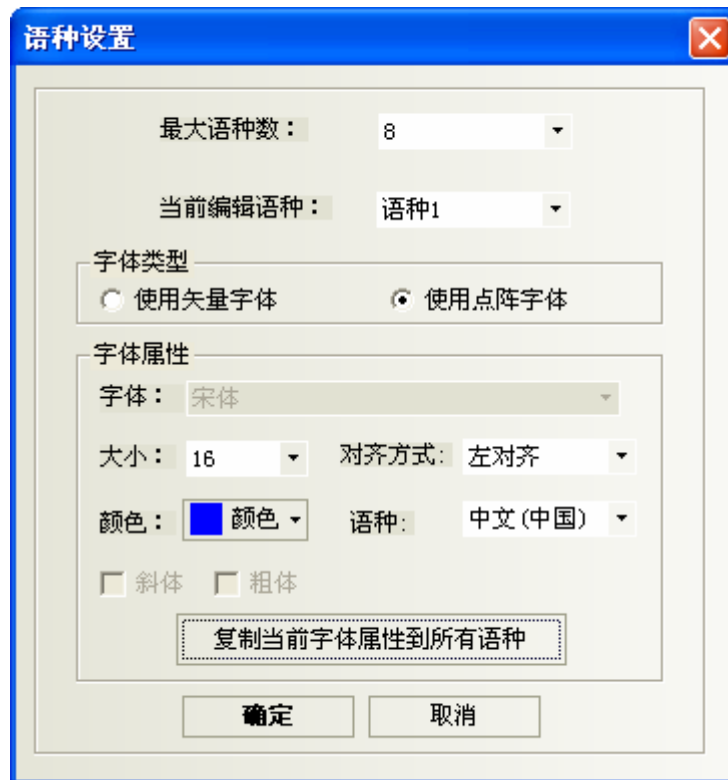 语种设置
最大语种数： 8
当前编辑语种： 语种1
字体类型
使用矢量字体 使用点阵字体
字体属性
字体： 宋体
大小： 16 对齐方式: 左对齐
颜色： 颜色 语种: 中文(中国)
斜体 粗体
复制当前字体属性到所有语种
确定 取消